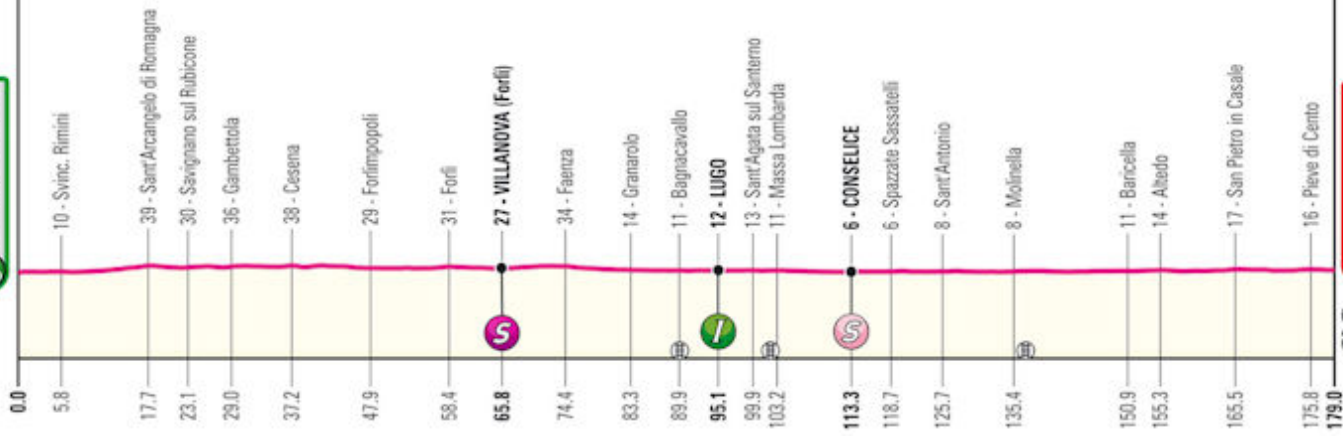 10 - Svinc. Rimini
39 - Sant'Arcangelo di Romagna
30 - Savignano sul Rubicone
36 - Gambettola
38 - Cesena
29 - Forlimpopoli
31 - Forlì
27 - VILLANOVA (Forlì)
34 - Faenza
14 - Granarolo
11 - Bagnacavallo
12 - LUGO
13 - Sant'Agata sul Santerno
11 - Massa Lombarda
6 - CONSELICE
6 - Spazzate Sassatelli
8 - Sant'Antonio
8 - Molinella
11 - Baricella
14 - Altedo
17 - San Pietro in Casale
16 - Pieve di Cento
S
I
S
0.0
5.8
17.7
23.1
29.0
37.2
47.9
58.4
65.8
74.4
83.3
89.9
95.1
99.9
103.2
113.3
118.7
125.7
135.4
150.9
155.3
165.5
175.8
179.0